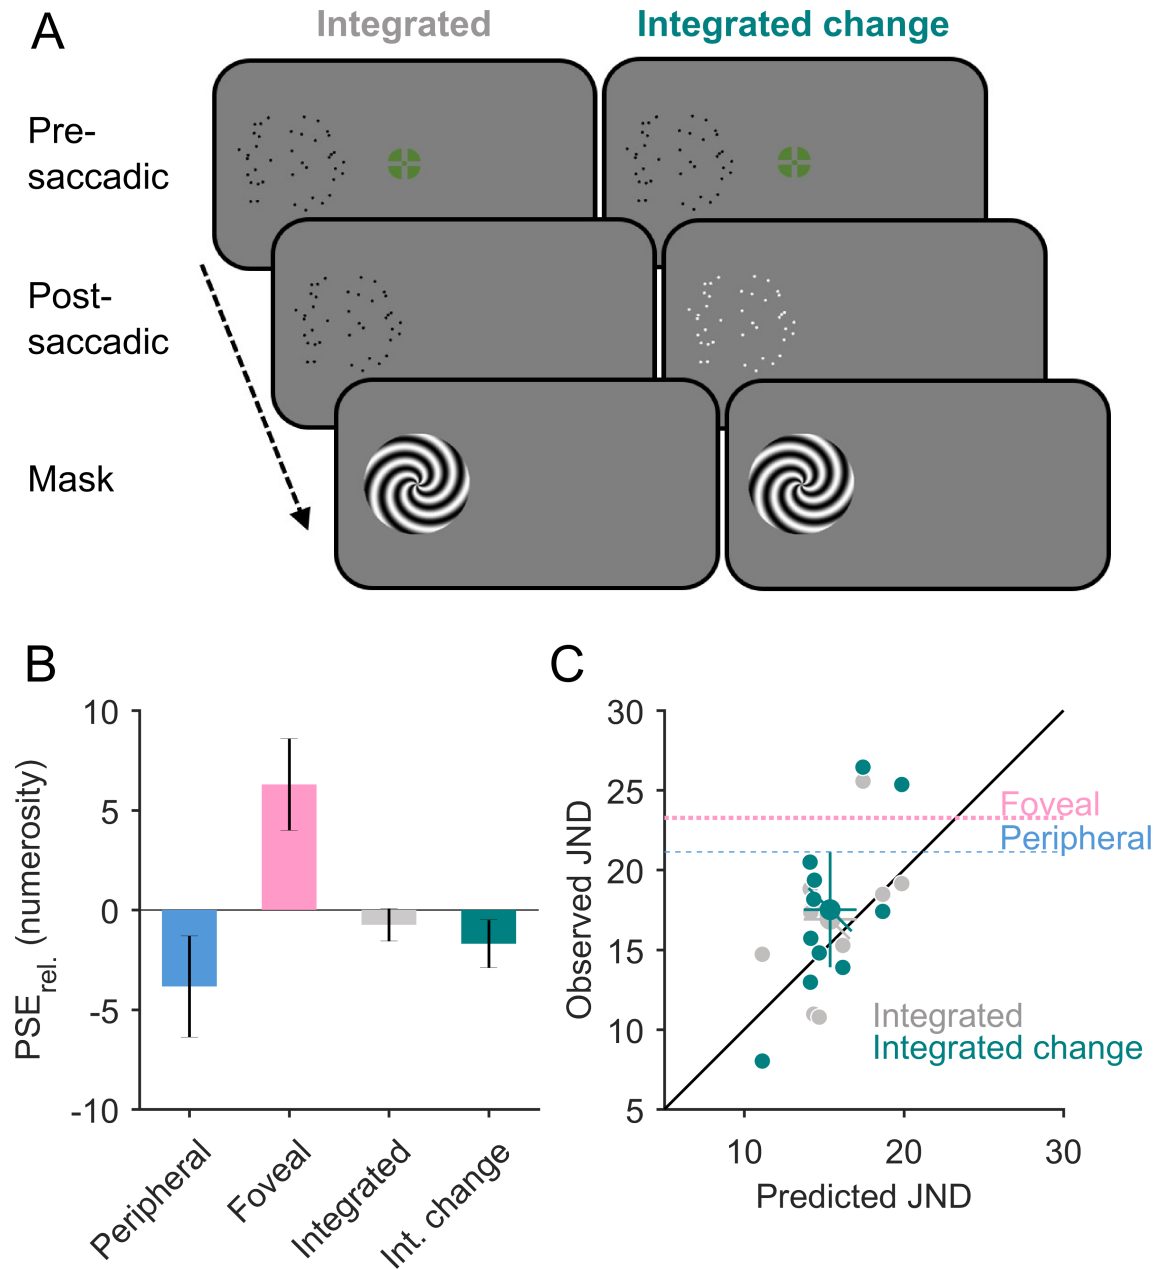 A
Integrated
Integrated change
Pre-
saccadic
Post-
saccadic
Mask
B
PSErel. (numerosity)
10
5
0
-5
-10
Peripheral
Foveal
Integrated
Int. change
C
Observed JND
30
25
20
15
10
5
Foveal
Peripheral
Integrated
Integrated change
10
20
30
Predicted JND